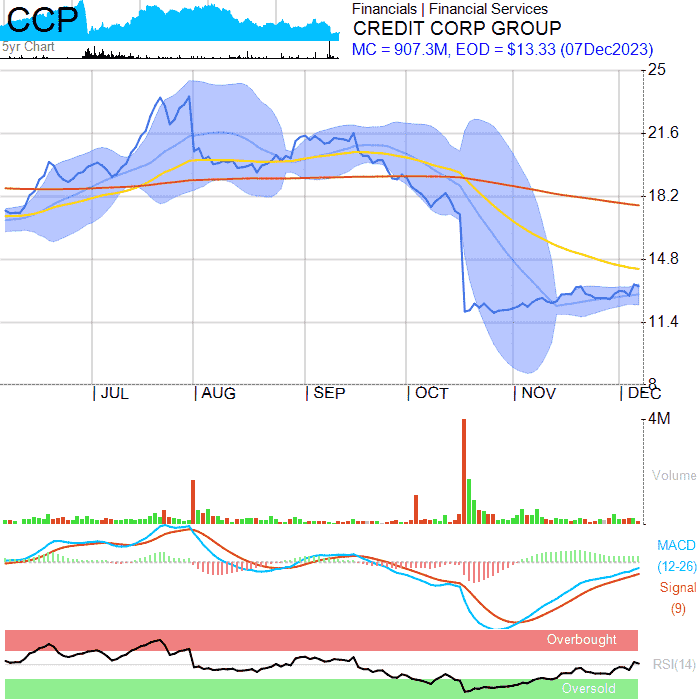 CCP
5yr Chart
Financials | Financial Services
CREDIT CORP GROUP
MC = 907.3M, EOD = $13.33 (07Dec2023)
25
21.6
18.2
14.8
11.4
8
JUL AUG SEP OCT NOV DEC
4M
Volume
MACD
(12-26)
Signal
(9)
Overbought
RSI(14)
Oversold